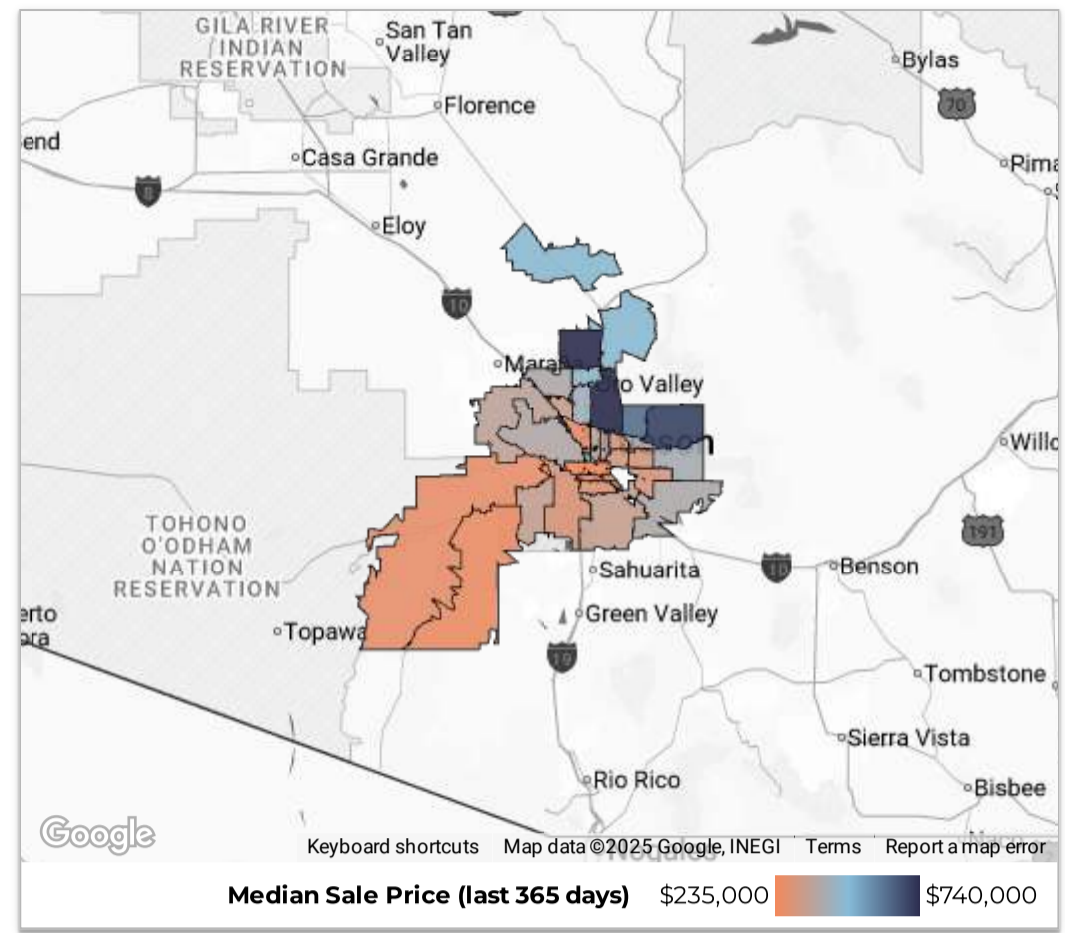 GILA RIVER
INDIAN
RESERVATION
San Tan
Valley
Bylas
70
Florence
end
Casa Grande
Pima
8
Eloy
10
Oro Valley
Willc
191
TOHONO
O'ODHAM
NATION
RESERVATION
Sahuarita
10
Benson
Green Valley
erto
Topawa
19
Tombstone
Sierra Vista
Rio Rico
Bisbee
Google
Keyboard shortcuts Map data ©2025 Google, INEGI Terms Report a map error
Median Sale Price (last 365 days) $235,000 $740,000